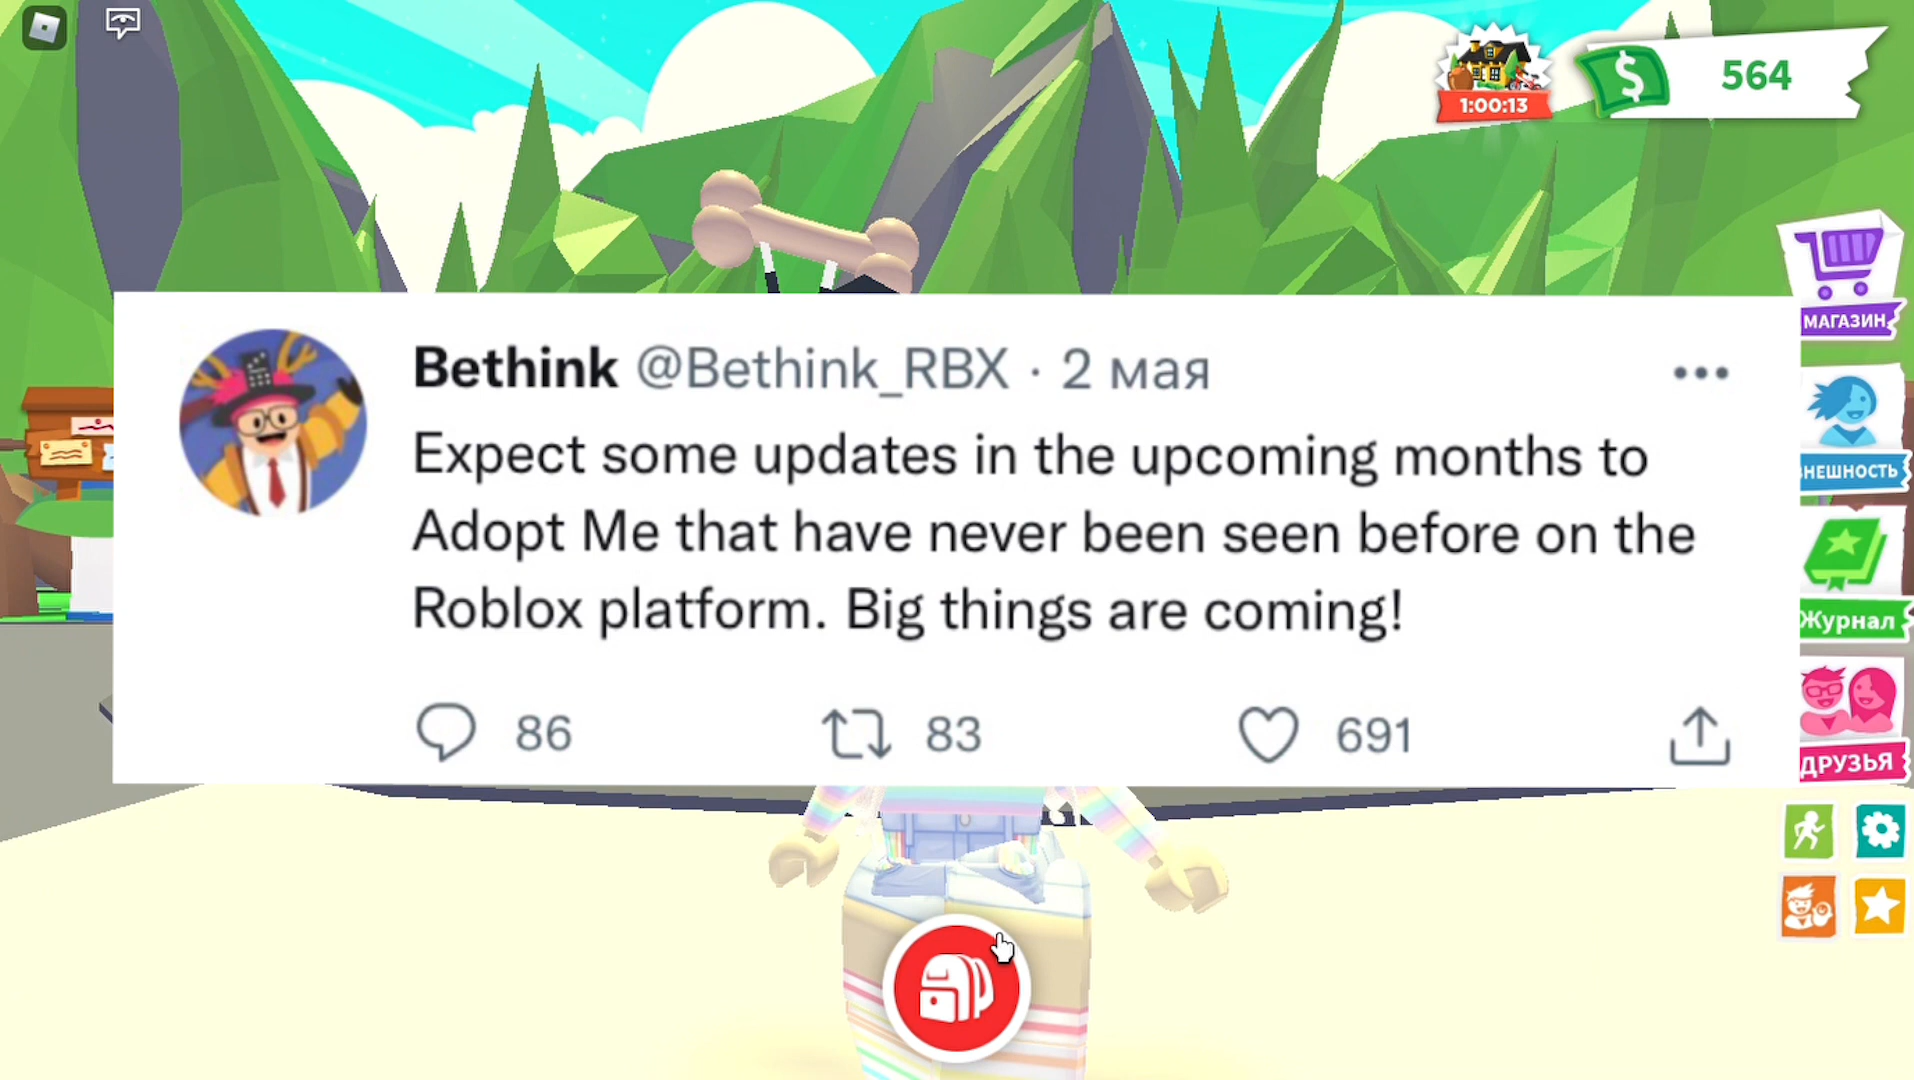 1:00:13
$ 564
МАГАЗИН
Bethink @Bethink_RBX · 2 мая
Expect some updates in the upcoming months to
Adopt Me that have never been seen before on the
Roblox platform. Big things are coming!
86 83 691
НЕШНОСТЬ
Журнал
ДРУЗЬЯ